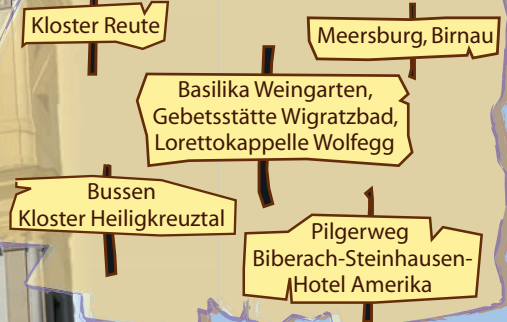 Kloster Reute
Meersburg, Birnau
Basilika Weingarten,
Gebetsstätte Wigratzbad,
Lorettokappelle Wolfegg
Bussen
Kloster Heiligkreuztal
Pilgerweg
Biberach-Steinhausen-
Hotel Amerika